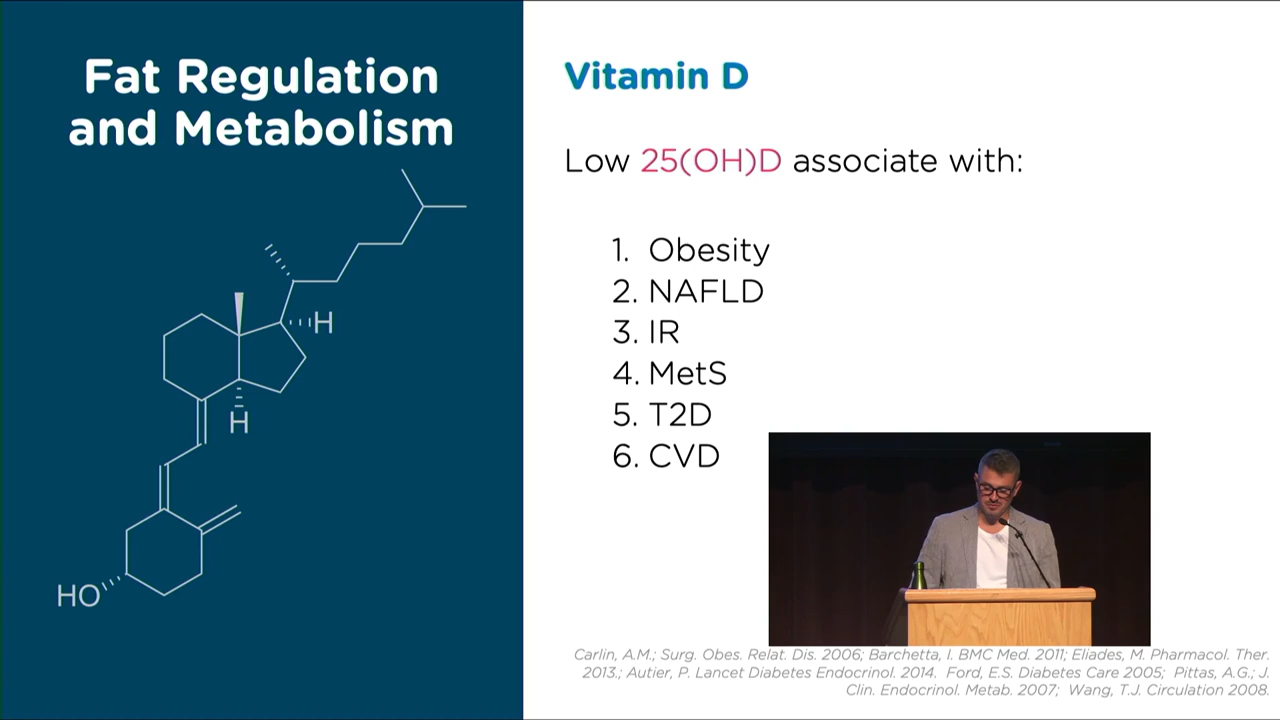 Fat Regulation
and Metabolism
H
H
HO
Vitamin D
Low 25(OH)D associate with:
1. Obesity
2. NAFLD
3. IR
4. MetS
5. T2D
6. CVD
Carlin, A.M.; Surg. Obes. Relat. Dis. 2006; Barchetta, I. BMC Med. 2011; Eliades, M. Pharmacol. Ther.
2013.; Autier, P. Lancet Diabetes Endocrinol. 2014. Ford, E.S. Diabetes Care 2005; Pittas, A.G.; J.
Clin. Endocrinol. Metab. 2007; Wang, T.J. Circulation 2008.